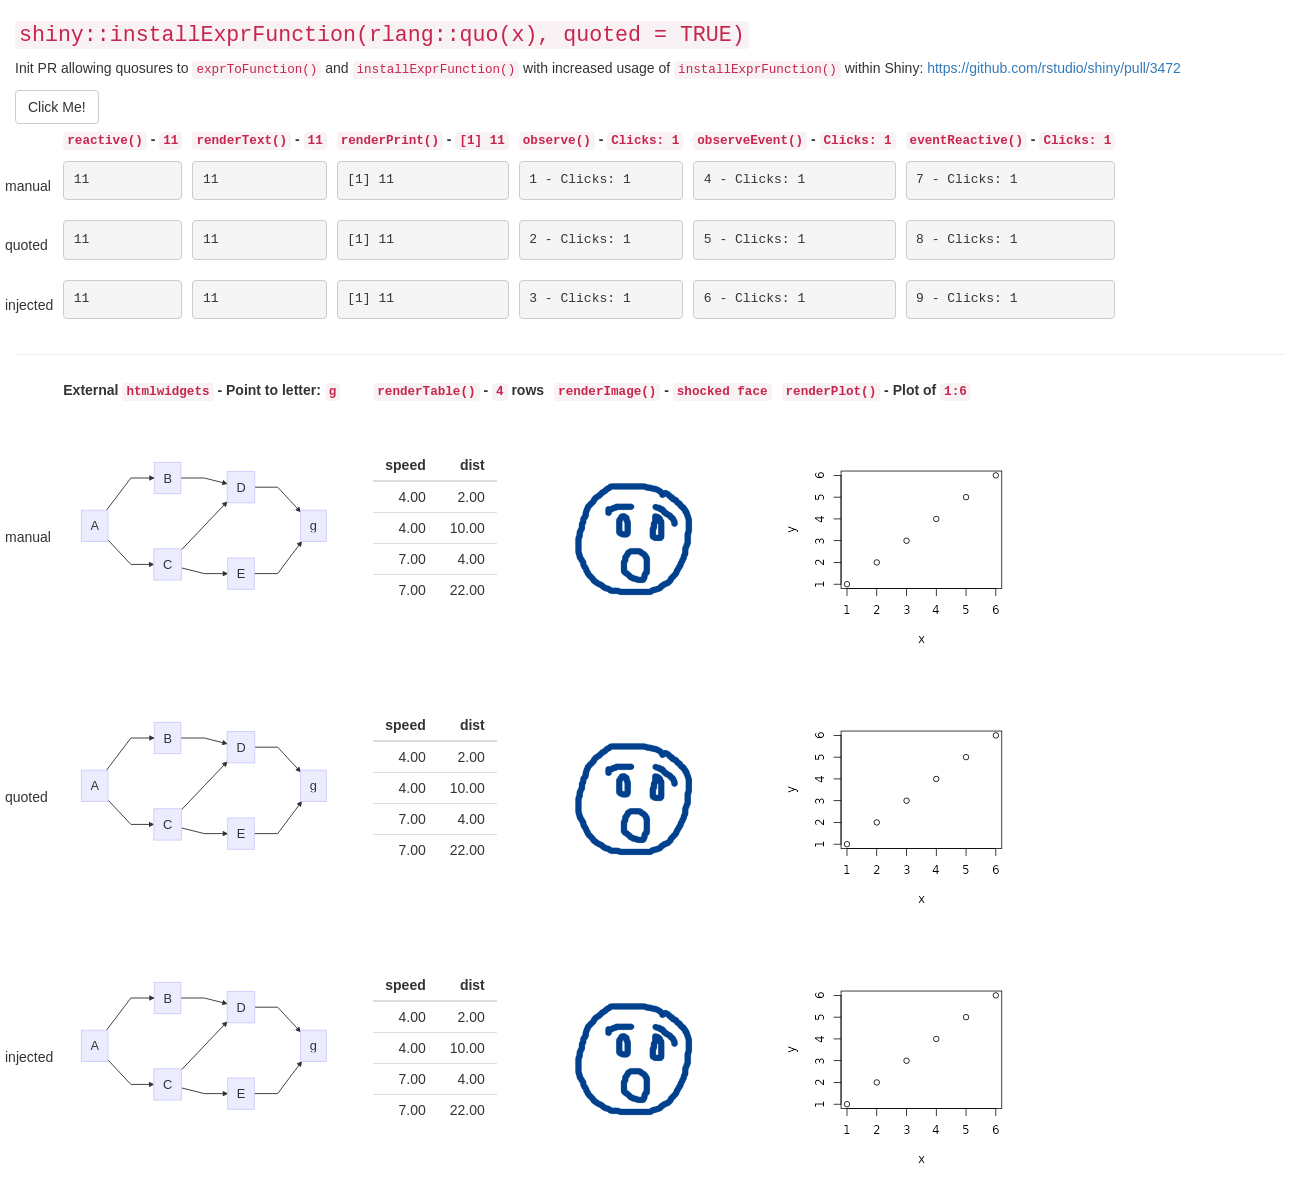 shiny::installExprFunction(rlang::quo(x), quoted = TRUE)
Init PR allowing quosures to exprToFunction() and installExprFunction() with increased usage of installExprFunction() within Shiny: https://github.com/rstudio/shiny/pull/3472
Click Me!
reactive() - 11 renderText() - 11 renderPrint() - [1] 11 observe() - Clicks: 1 observeEvent() - Clicks: 1 eventReactive() - Clicks: 1
manual 11 11 [1] 11 1 - Clicks: 1 4 - Clicks: 1 7 - Clicks: 1
quoted 11 11 [1] 11 2 - Clicks: 1 5 - Clicks: 1 8 - Clicks: 1
injected 11 11 [1] 11 3 - Clicks: 1 6 - Clicks: 1 9 - Clicks: 1
External htmlwidgets - Point to letter: g renderTable() - 4 rows renderImage() - shocked face renderPlot() - Plot of 1:6
manual
A
B
C
D
E
g
speed dist
4.00 2.00
4.00 10.00
7.00 4.00
7.00 22.00
y
6
5
4
3
2
1
1 2 3 4 5 6
x
quoted
A
B
C
D
E
g
speed dist
4.00 2.00
4.00 10.00
7.00 4.00
7.00 22.00
y
6
5
4
3
2
1
1 2 3 4 5 6
x
injected
A
B
C
D
E
g
speed dist
4.00 2.00
4.00 10.00
7.00 4.00
7.00 22.00
y
6
5
4
3
2
1
1 2 3 4 5 6
x